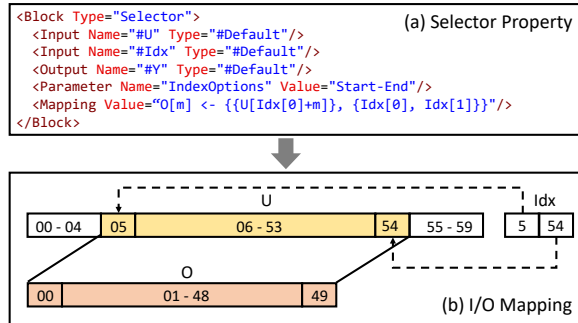 <Block Type="Selector">
(a) Selector Property
<Input Name="#U" Type="#Default"/>
<Input Name="#Idx" Type="#Default"/>
<Output Name="#Y" Type="#Default"/>
<Parameter Name="IndexOptions" Value="Start-End"/>
<Mapping Value=“O[m] <- {{U[Idx[0]+m]}, {Idx[0], Idx[1]}}"/>
</Block>
U
Idx
00 - 04 05 06 - 53 54 55 - 59 5 54
O
00 01 - 48 49
(b) I/O Mapping